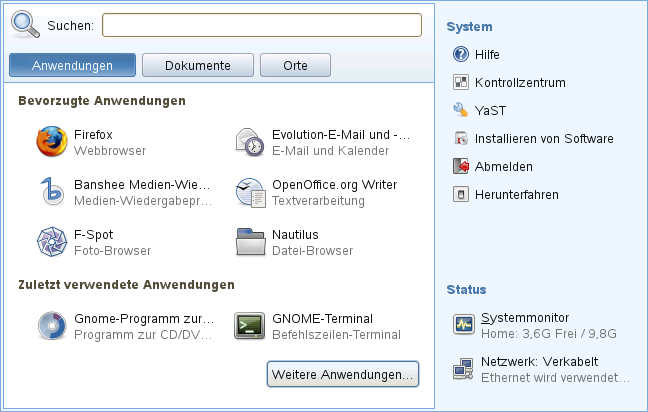 Suchen:
Anwendungen
Dokumente
Orte
Bevorzugte Anwendungen
Firefox
Webbrowser
Evolution-E-Mail und -...
E-Mail und Kalender
Banshee Medien-Wie...
Medien-Wiedergabepr...
OpenOffice.org Writer
Textverarbeitung
F-Spot
Foto-Browser
Nautilus
Datei-Browser
Zuletzt verwendete Anwendungen
Gnome-Programm zur...
Programm zur CD/DV...
GNOME-Terminal
Befehlszeilen-Terminal
Weitere Anwendungen...
System
Hilfe
Kontrollzentrum
YaST
Installieren von Software
Abmelden
Herunterfahren
Status
Systemmonitor
Home: 3,6G Frei / 9,8G
Netzwerk: Verkabelt
Ethernet wird verwendet...